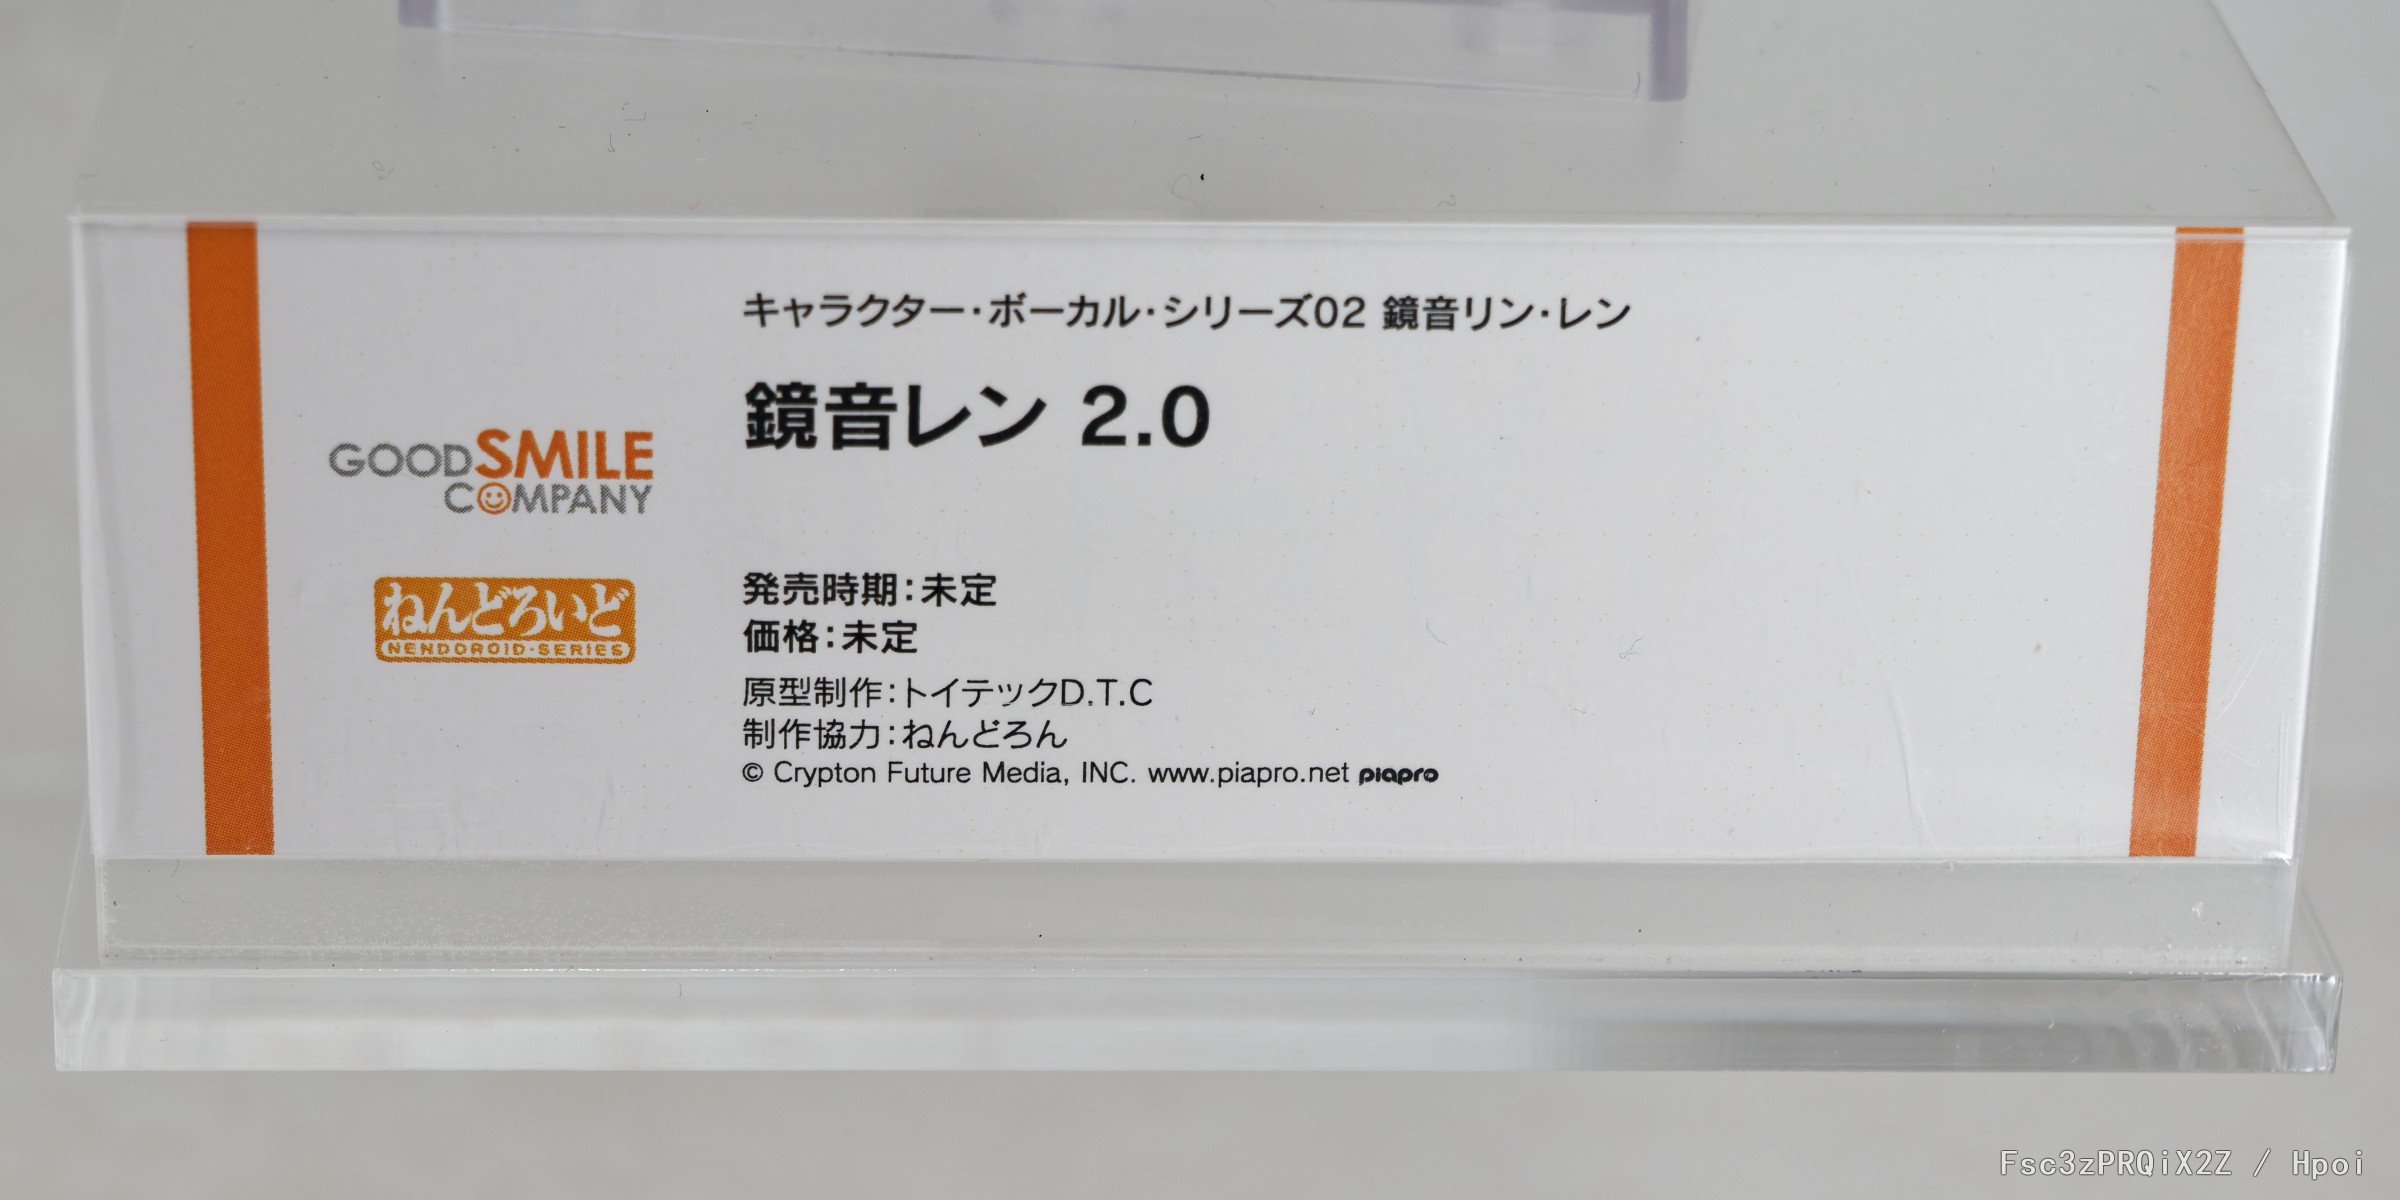 キャラクター・ボーカル・シリーズ02 鏡音リン・レン
鏡音レン 2.0
GOOD SMILE
COMPANY
ねんどろいど
NENDOROID・SERIES
発売時期：未定
価格：未定
原型制作：トイテックD.T.C
制作協力：ねんどろん
© Crypton Future Media, INC. www.piapro.net piapro
Fsc3zPRQiX2Z / Hpoi